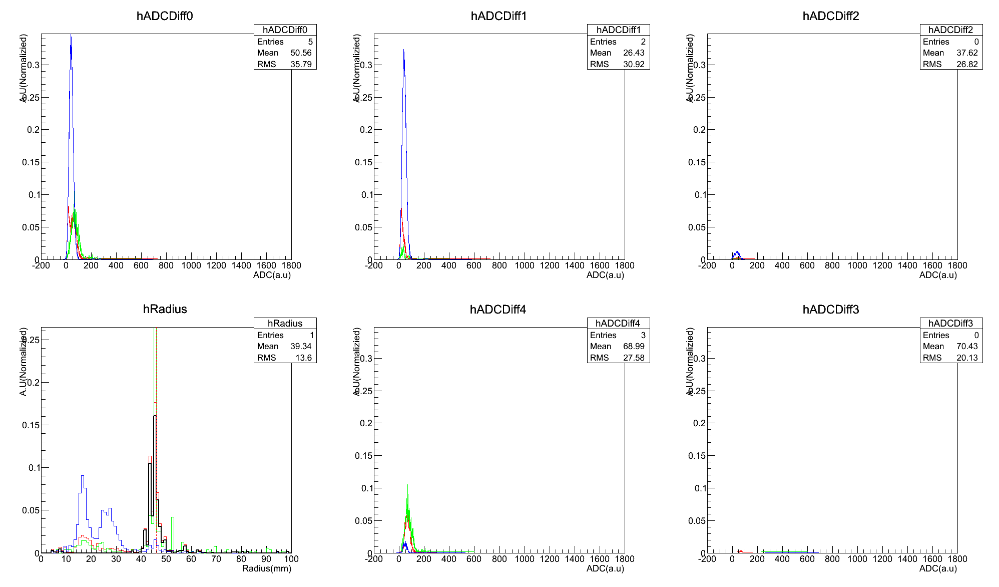 hADCDiff0
hADCDiff0
Entries 5
Mean 50.56
RMS 35.79
A.U(Normalizied)
0.3
0.25
0.2
0.15
0.1
0.05
0
-200 0 200 400 600 800 1000 1200 1400 1600 1800
ADC(a.u)
hADCDiff1
hADCDiff1
Entries 2
Mean 26.43
RMS 30.92
A.U(Normalizied)
0.3
0.25
0.2
0.15
0.1
0.05
0
-200 0 200 400 600 800 1000 1200 1400 1600 1800
ADC(a.u)
hADCDiff2
hADCDiff2
Entries 0
Mean 37.62
RMS 26.82
A.U(Normalizied)
0.3
0.25
0.2
0.15
0.1
0.05
0
-200 0 200 400 600 800 1000 1200 1400 1600 1800
ADC(a.u)
hRadius
hRadius
Entries 1
Mean 39.34
RMS 13.6
A.U(Normalizied)
0.25
0.2
0.15
0.1
0.05
0
0 10 20 30 40 50 60 70 80 90 100
Radius(mm)
hADCDiff4
hADCDiff4
Entries 3
Mean 68.99
RMS 27.58
A.U(Normalizied)
0.3
0.25
0.2
0.15
0.1
0.05
0
-200 0 200 400 600 800 1000 1200 1400 1600 1800
ADC(a.u)
hADCDiff3
hADCDiff3
Entries 0
Mean 70.43
RMS 20.13
A.U(Normalizied)
0.3
0.25
0.2
0.15
0.1
0.05
0
-200 0 200 400 600 800 1000 1200 1400 1600 1800
ADC(a.u)